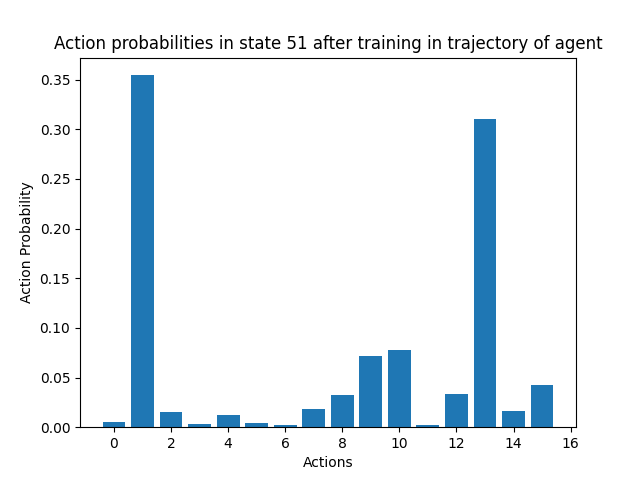 Action probabilities in state 51 after training in trajectory of agent
0.35
0.30
0.25
0.20
0.15
0.10
0.05
0.00
Action Probability
0 2 4 6 8 10 12 14 16
Actions